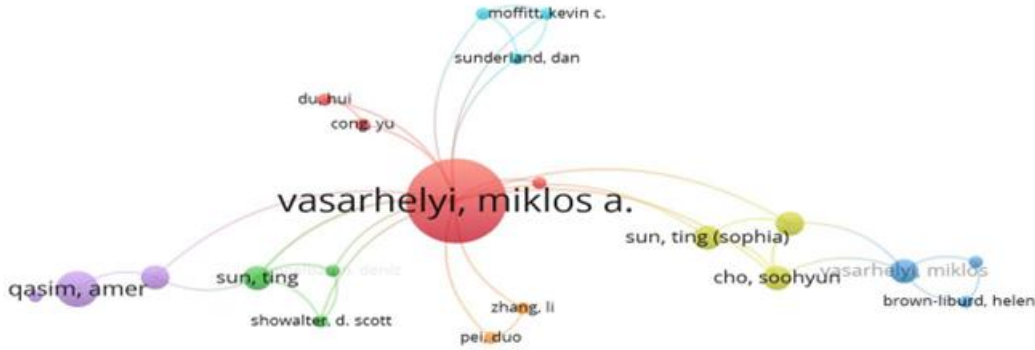 moffitt, kevin c.
sunderland, dan
du, hui
cong, yu
vasarhelyi, miklos a.
sun, ting (sophia)
qasim, amer
sun, ting
deniz
cho, soohyun
vasarhelyi, miklos
zhang, li
brown-liburd, helen
showalter, d. scott
pei, duo